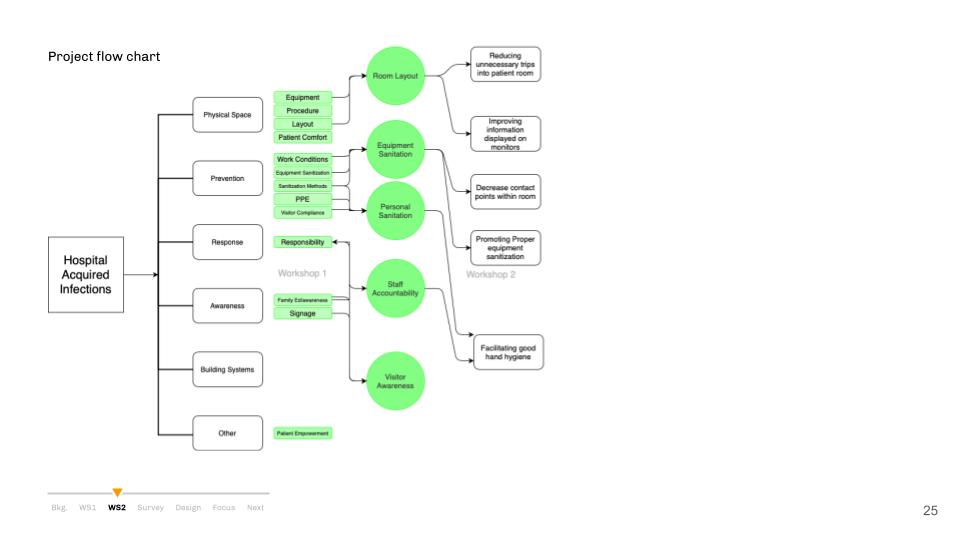 Project flow chart
Hospital
Acquired
Infections
Physical Space
Prevention
Response
Awareness
Building Systems
Other
Equipment
Procedure
Layout
Patient Comfort
Work Conditions
Equipment Sanitization
Sanitization Methods
PPE
Visitor Compliance
Responsibility
Workshop 1
Signage
Patient Empowerment
Room Layout
Equipment
Sanitation
Personal
Sanitation
Staff
Accountability
Visitor
Awareness
Reducing
unnecessary trips
into patient room
Improving
information
displayed on
monitors
Decrease contact
points within room
Promoting Proper
equipment
sanitization
Workshop 2
Facilitating good
hand hygiene
Bkg. WS1 WS2 Survey Design Focus Next
25